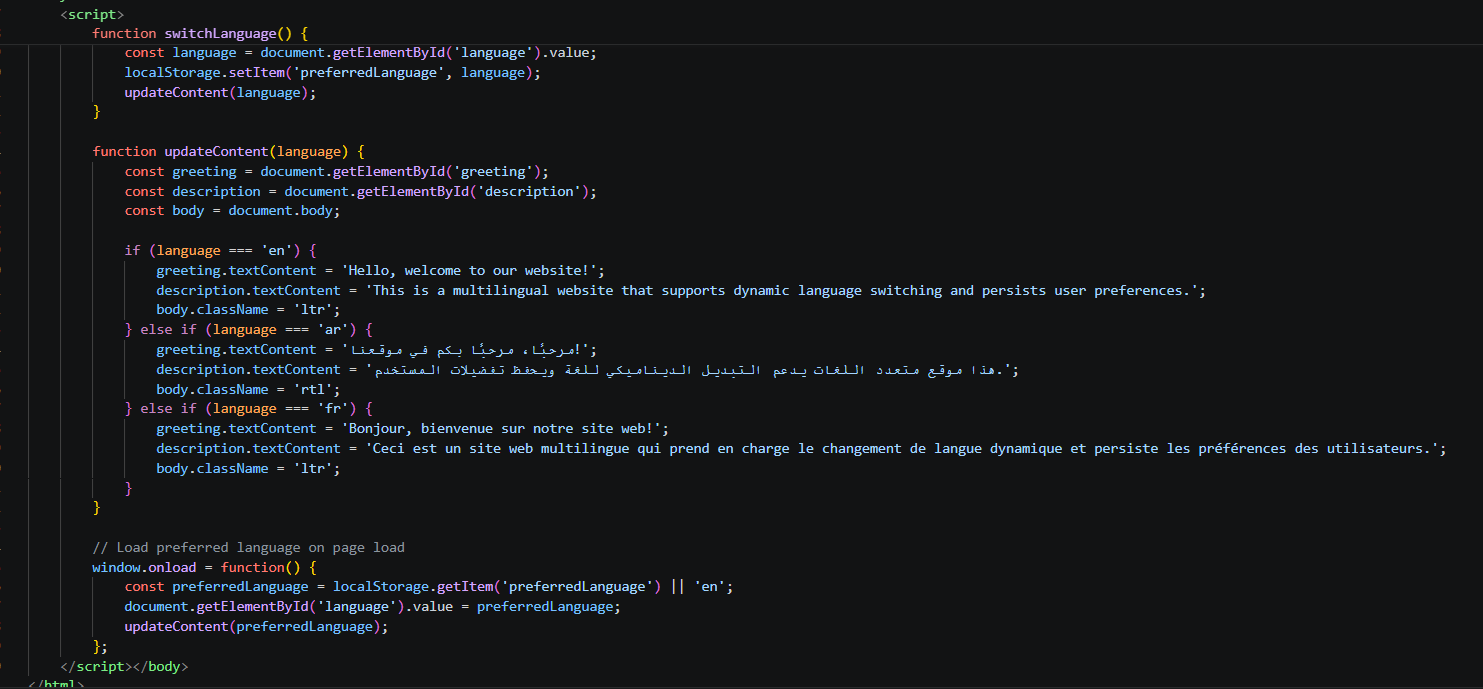 <script>
function switchLanguage() {
const language = document.getElementById('language').value;
localStorage.setItem('preferredLanguage', language);
updateContent(language);
}
function updateContent(language) {
const greeting = document.getElementById('greeting');
const description = document.getElementById('description');
const body = document.body;
if (language === 'en') {
greeting.textContent = 'Hello, welcome to our website!';
description.textContent = 'This is a multilingual website that supports dynamic language switching and persists user preferences.';
body.className = 'ltr';
} else if (language === 'ar') {
greeting.textContent = 'مرحبًا، مرحبًا بكم في موقعنا!';
description.textContent = 'هذا موقع متعدد اللغات يدعم التبديل الديناميكي للغة ويحفظ تفضيلات المستخدم.';
body.className = 'rtl';
} else if (language === 'fr') {
greeting.textContent = 'Bonjour, bienvenue sur notre site web!';
description.textContent = 'Ceci est un site web multilingue qui prend en charge le changement de langue dynamique et persiste les préférences des utilisateurs.';
body.className = 'ltr';
}
}
// Load preferred language on page load
window.onload = function() {
const preferredLanguage = localStorage.getItem('preferredLanguage') || 'en';
document.getElementById('language').value = preferredLanguage;
updateContent(preferredLanguage);
};
</script></body>
</html>